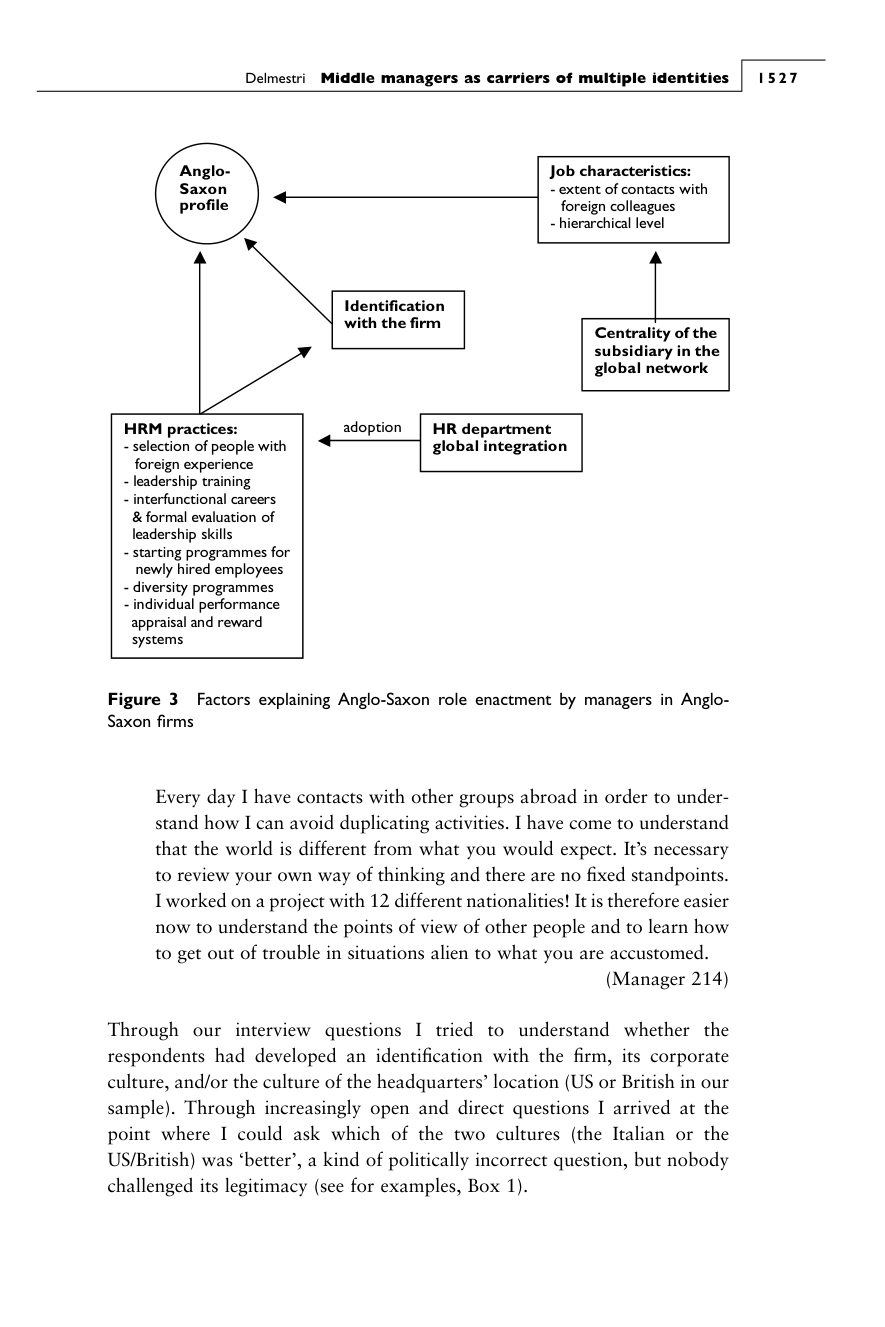 Delmestri Middle managers as carriers of multiple identities 1527
Anglo-
Saxon
profile
Job characteristics:
- extent of contacts with
foreign colleagues
- hierarchical level
Identification
with the firm
Centrality of the
subsidiary in the
global network
HRM practices:
- selection of people with
foreign experience
- leadership training
- interfunctional careers
& formal evaluation of
leadership skills
- starting programmes for
newly hired employees
- diversity programmes
- individual performance
appraisal and reward
systems
adoption
HR department
global integration
Figure 3 Factors explaining Anglo-Saxon role enactment by managers in Anglo-
Saxon firms
Every day I have contacts with other groups abroad in order to under-
stand how I can avoid duplicating activities. I have come to understand
that the world is different from what you would expect. It's necessary
to review your own way of thinking and there are no fixed standpoints.
I worked on a project with 12 different nationalities! It is therefore easier
now to understand the points of view of other people and to learn how
to get out of trouble in situations alien to what you are accustomed.
(Manager 214)
Through our interview questions I tried to understand whether the
respondents had developed an identification with the firm, its corporate
culture, and/or the culture of the headquarters' location (US or British in our
sample). Through increasingly open and direct questions I arrived at the
point where I could ask which of the two cultures (the Italian or the
US/British) was 'better', a kind of politically incorrect question, but nobody
challenged its legitimacy (see for examples, Box 1).